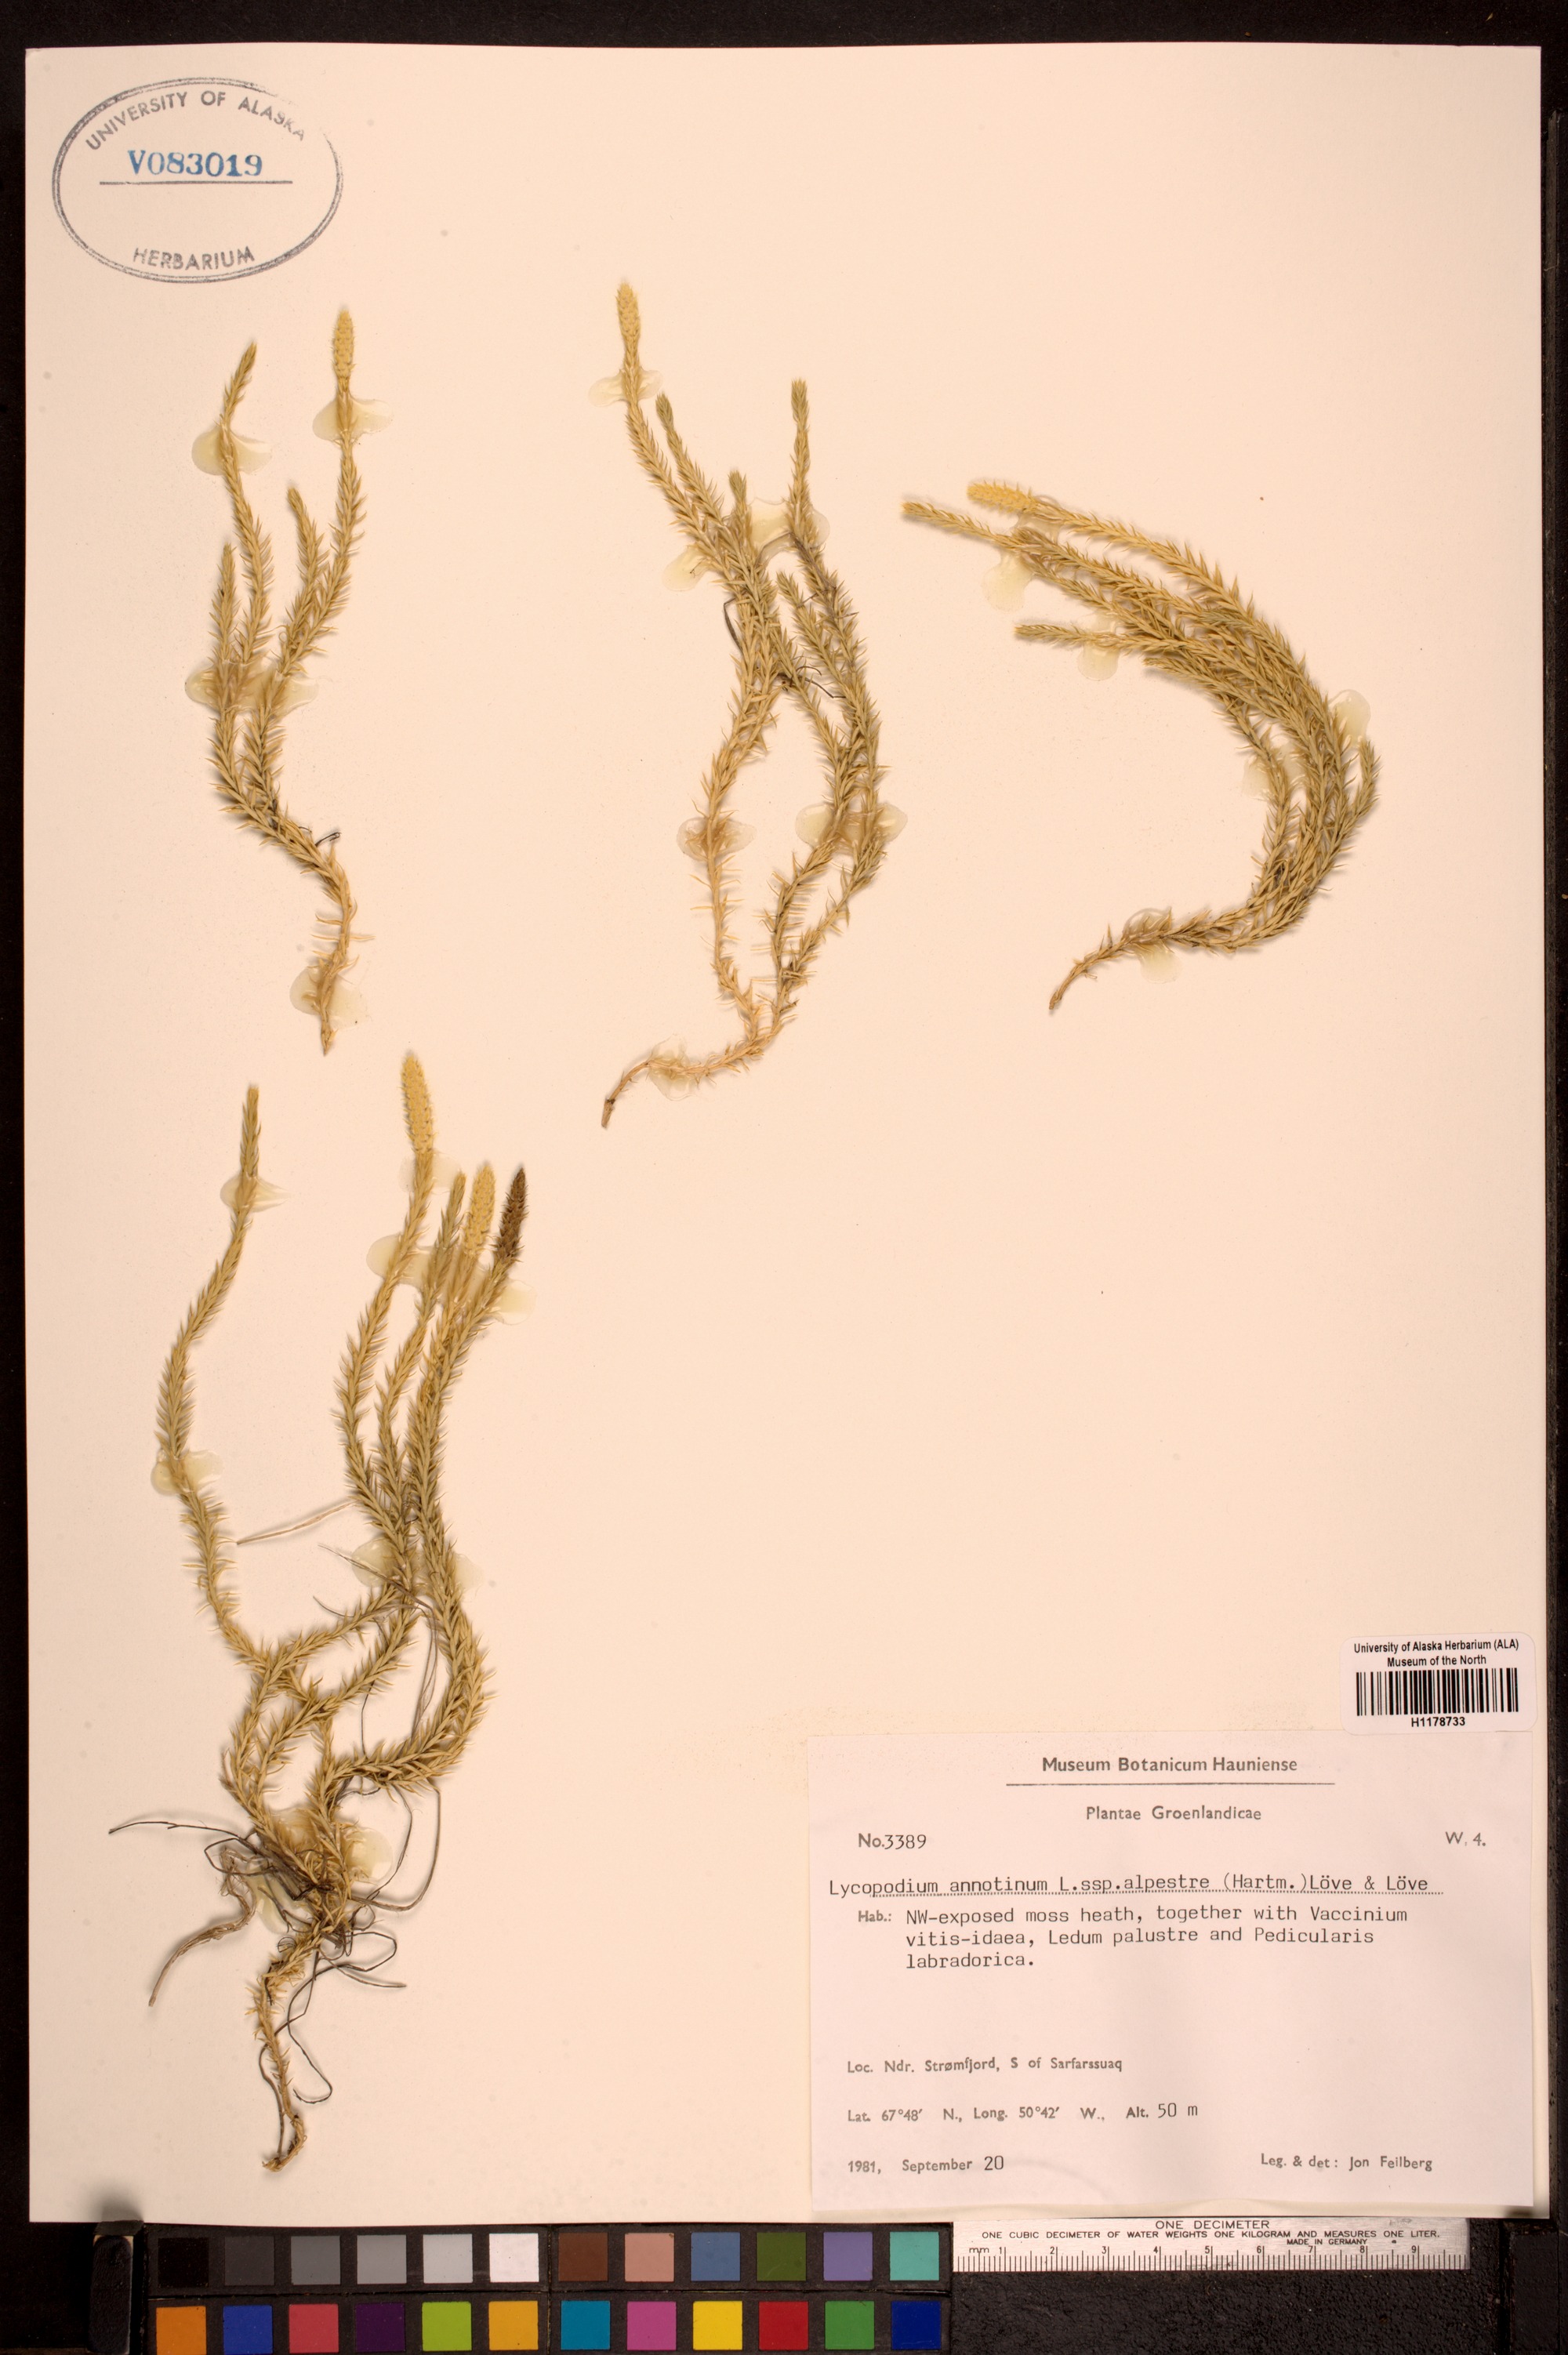 UNIVERSITY OF ALASKA
V083019
HERBARIUM
University of Alaska Herbarium (ALA)
Museum of the North
H1178733
Museum Botanicum Hauniense
Plantae Groenlandicae
No.3389 W. 4.
Lycopodium annotinum L.ssp.alpestre (Hartm.)Löve & Löve
Hab.: NW-exposed moss heath, together with Vaccinium
vitis-idaea, Ledum palustre and Pedicularis
labradorica.
Loc. Ndr. Strømfjord, S of Sarfarssuaq
Lat. 67°48' N., Long. 50°42' W., Alt. 50 m
1981, September 20 Leg. & det: Jon Feilberg
ONE DECIMETER
ONE CUBIC DECIMETER OF WATER WEIGHTS ONE KILOGRAM AND MEASURES ONE LITER.
MADE IN GERMANY
mm 1 2 3 4 5 6 7 8 9